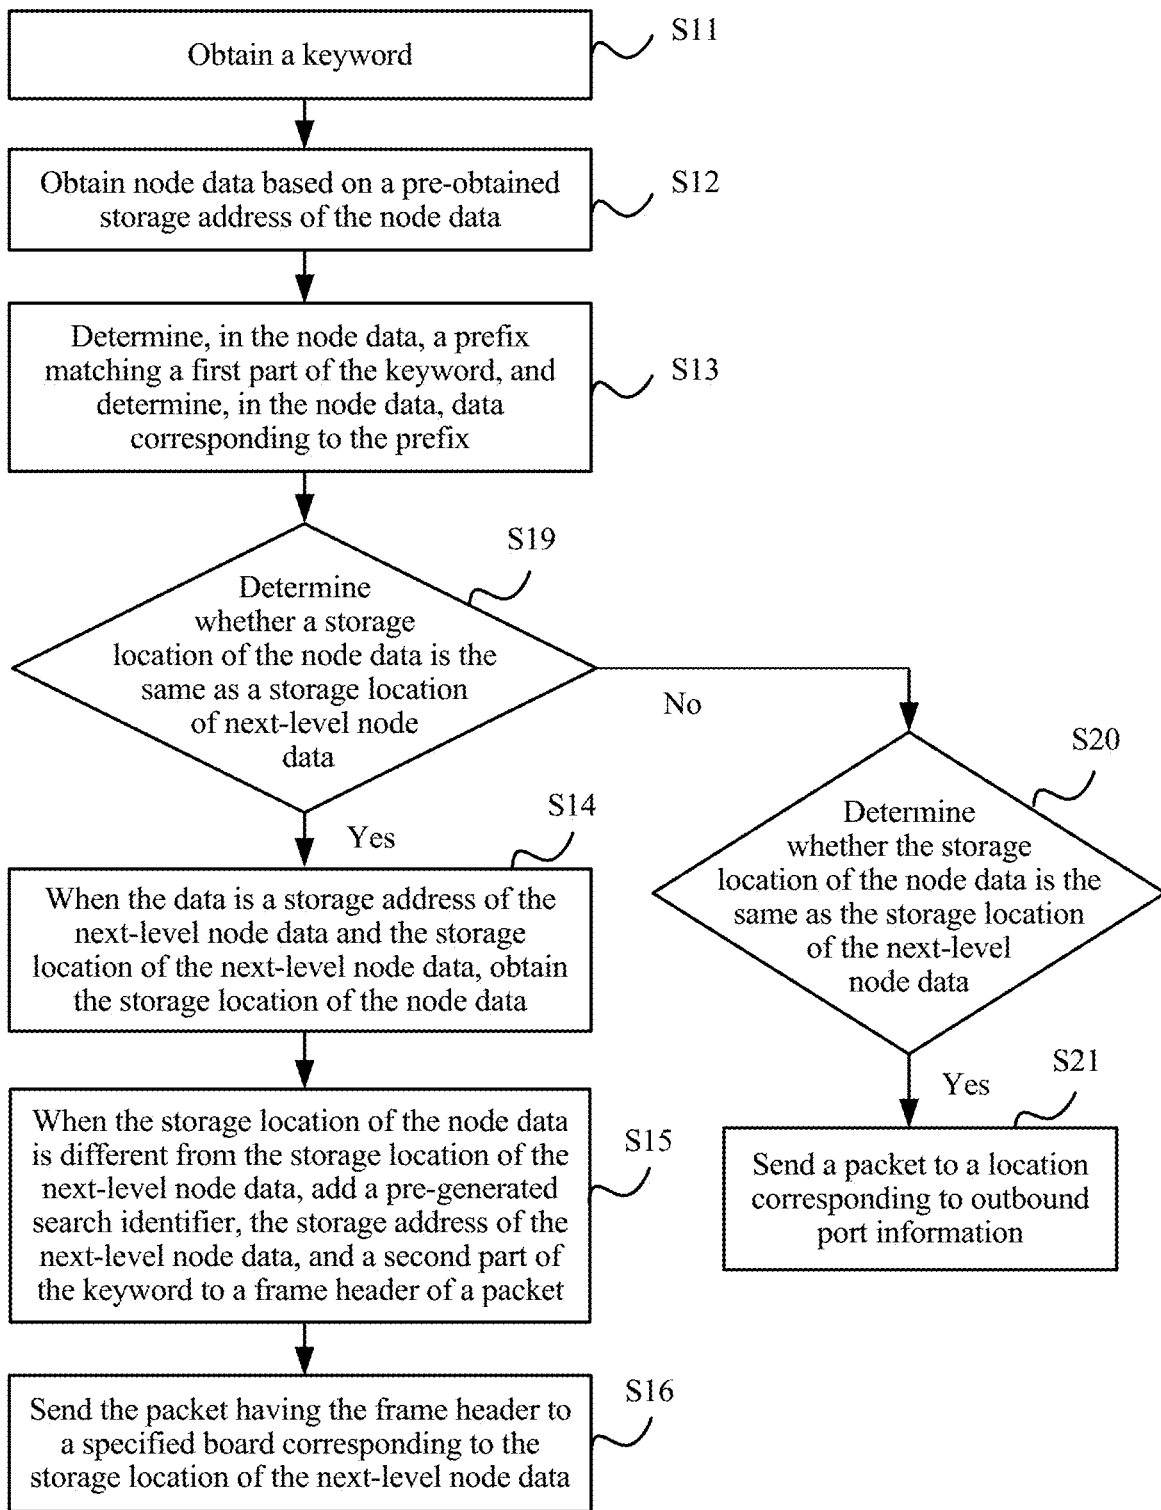 Obtain a keyword
S11
Obtain node data based on a pre-obtained
storage address of the node data
S12
Determine, in the node data, a prefix
matching a first part of the keyword, and
determine, in the node data, data
corresponding to the prefix
S13
S19
Determine
whether a storage
location of the node data is the
same as a storage location
of next-level node
data
No
Yes
S20
Determine
whether the storage
location of the node data is the
same as the storage location
of the next-level
node data
S14
When the data is a storage address of the
next-level node data and the storage
location of the next-level node data, obtain
the storage location of the node data
Yes
S21
Send a packet to a location
corresponding to outbound
port information
When the storage location of the node data
is different from the storage location of the
next-level node data, add a pre-generated
search identifier, the storage address of the
next-level node data, and a second part of
the keyword to a frame header of a packet
S15
Send the packet having the frame header to
a specified board corresponding to the
storage location of the next-level node data
S16